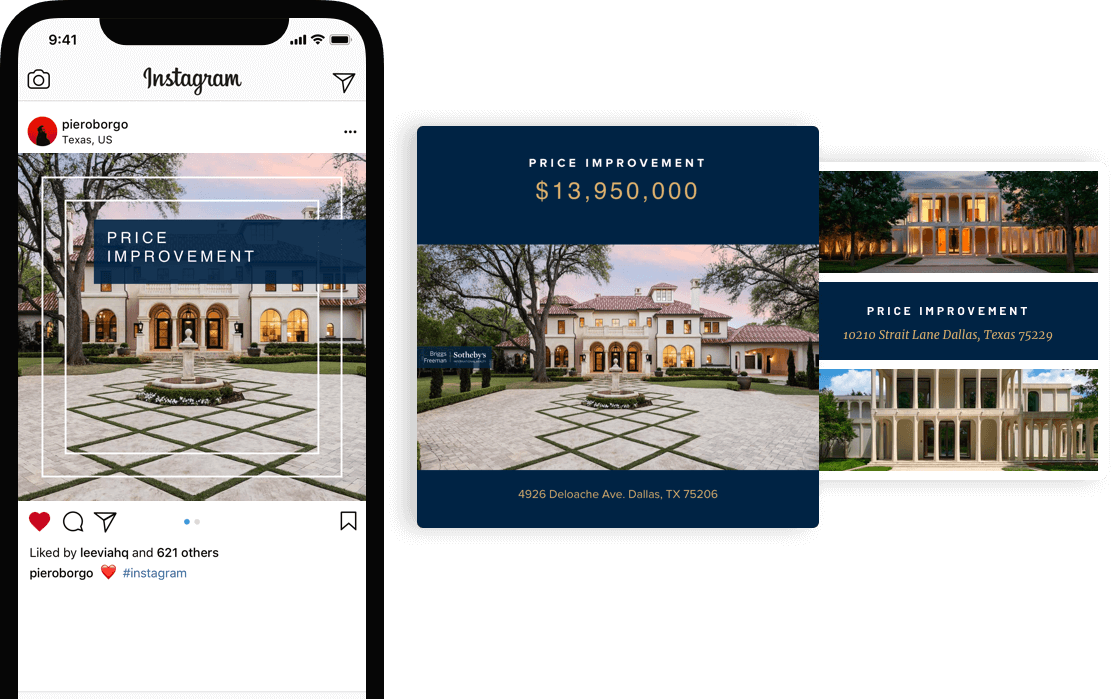 9:41
Instagram
pieroborgo
Texas, US
PRICE
IMPROVEMENT
Liked by leeviahq and 621 others
pieroborgo ❤️ #instagram
PRICE IMPROVEMENT
$13,950,000
Briggs
Freeman
Sotheby's
4926 Deloache Ave. Dallas, TX 75206
PRICE IMPROVEMENT
10210 Strait Lane Dallas, Texas 75229